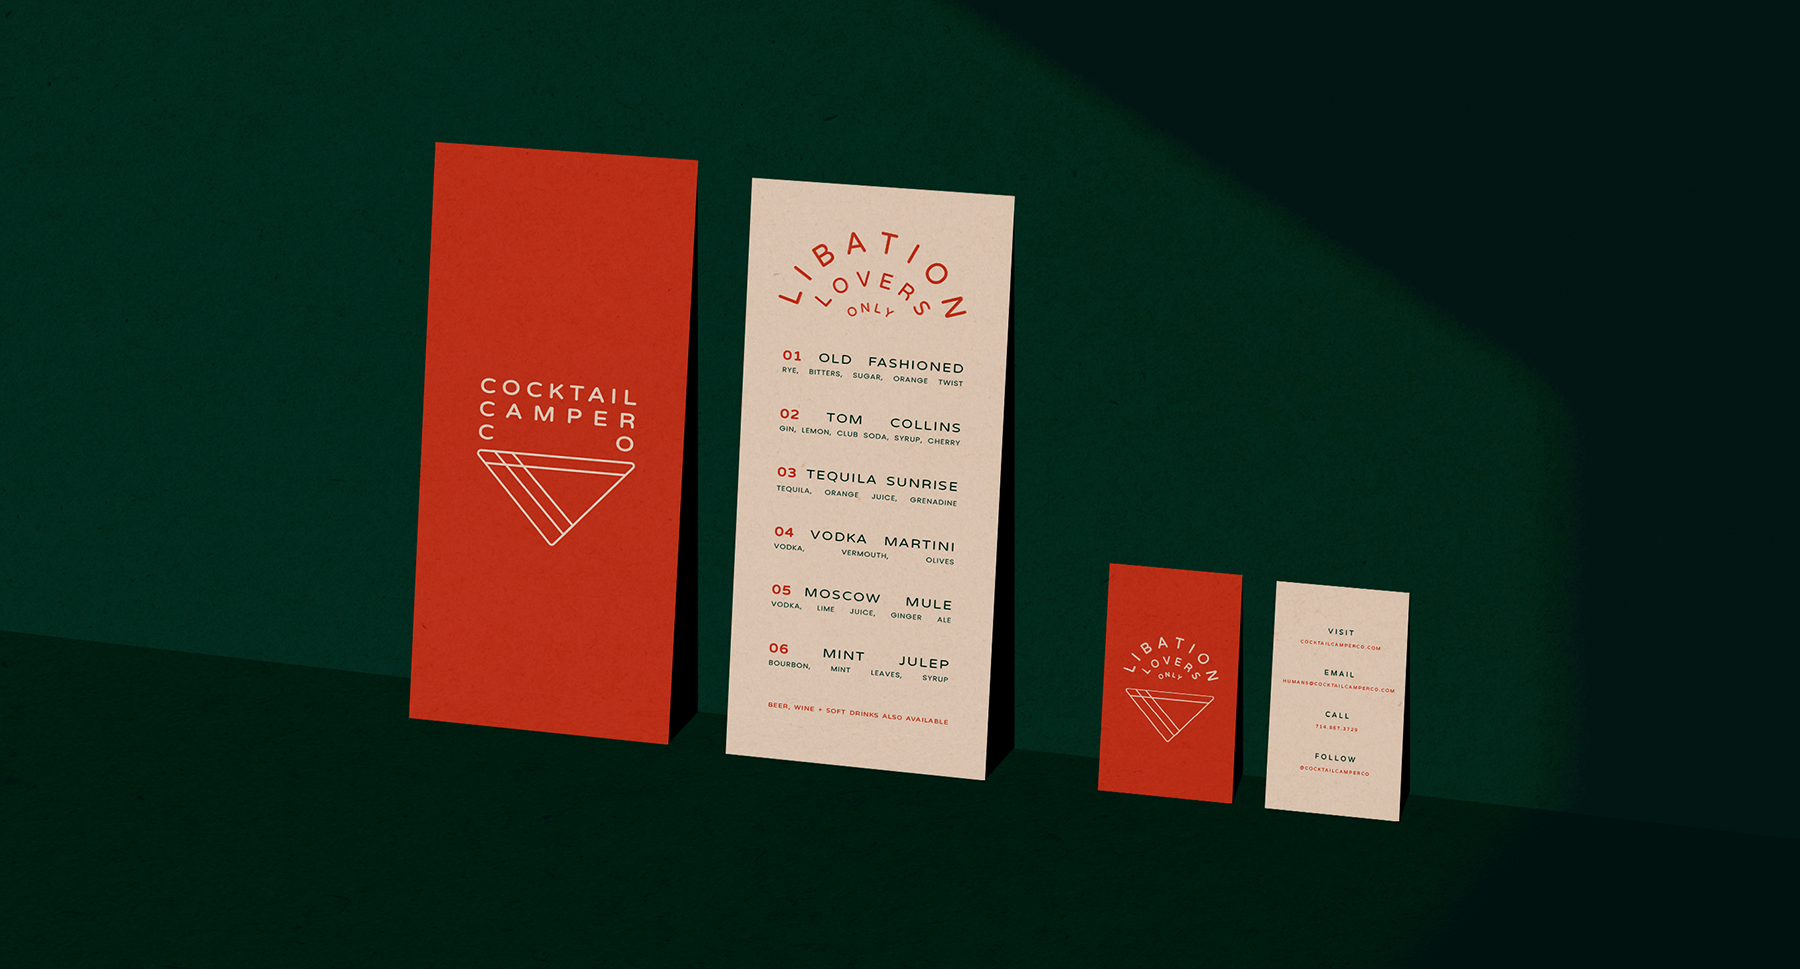 COCKTAIL
CAMPER
C O
LIBATION
LOVERS
ONLY
01 OLD FASHIONED
RYE, BITTERS, SUGAR, ORANGE TWIST
02 TOM COLLINS
GIN, LEMON, CLUB SODA, SYRUP, CHERRY
03 TEQUILA SUNRISE
TEQUILA, ORANGE JUICE, GRENADINE
04 VODKA MARTINI
VODKA, VERMOUTH, OLIVES
05 MOSCOW MULE
VODKA, LIME JUICE, GINGER ALE
06 MINT JULEP
BOURBON, MINT LEAVES, SYRUP
BEER, WINE + SOFT DRINKS ALSO AVAILABLE
LIBATION
LOVERS
ONLY
VISIT
COCKTAILCAMPERCO.COM
EMAIL
HUMANS@COCKTAILCAMPERCO.COM
CALL
714.867.3729
FOLLOW
@COCKTAILCAMPERCO